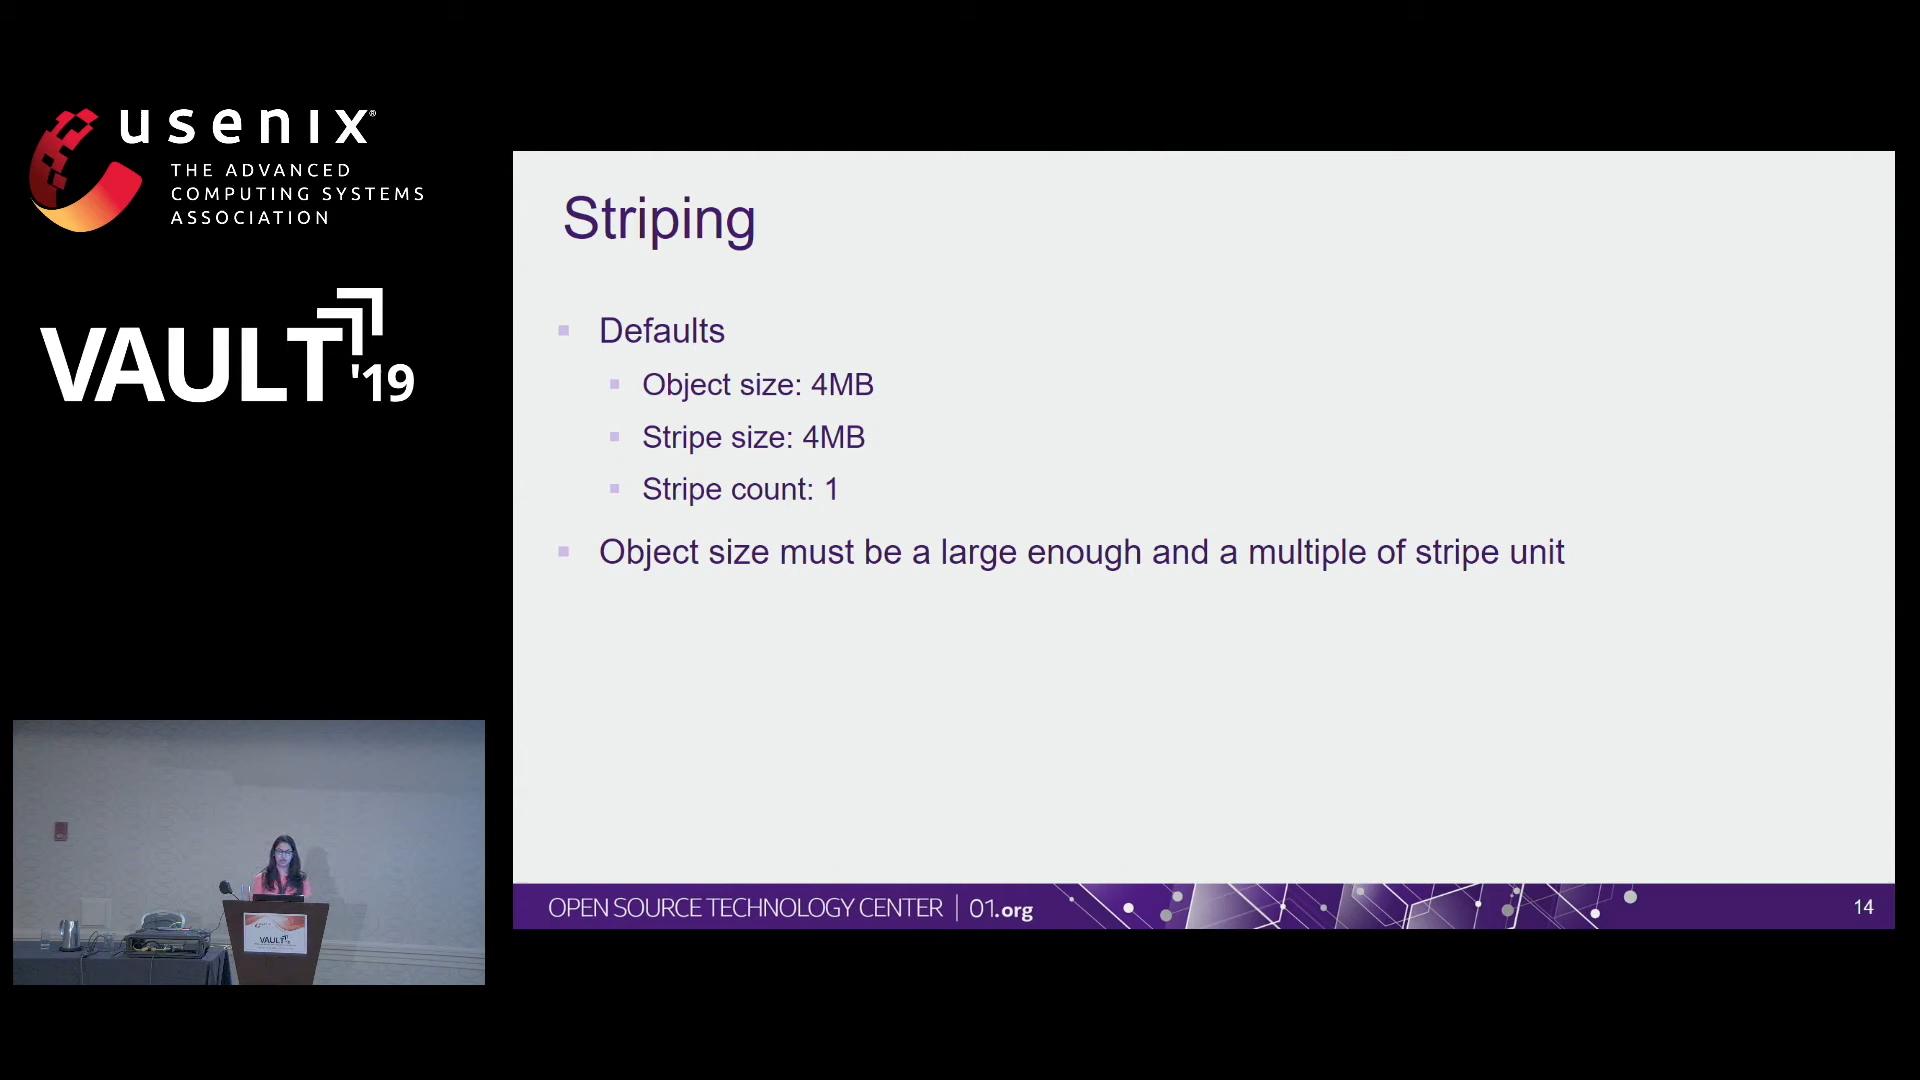 usenix®
THE ADVANCED
COMPUTING SYSTEMS
ASSOCIATION
VAULT'19
Striping
Defaults
Object size: 4MB
Stripe size: 4MB
Stripe count: 1
Object size must be a large enough and a multiple of stripe unit
OPEN SOURCE TECHNOLOGY CENTER | 01.org
14
VAULT